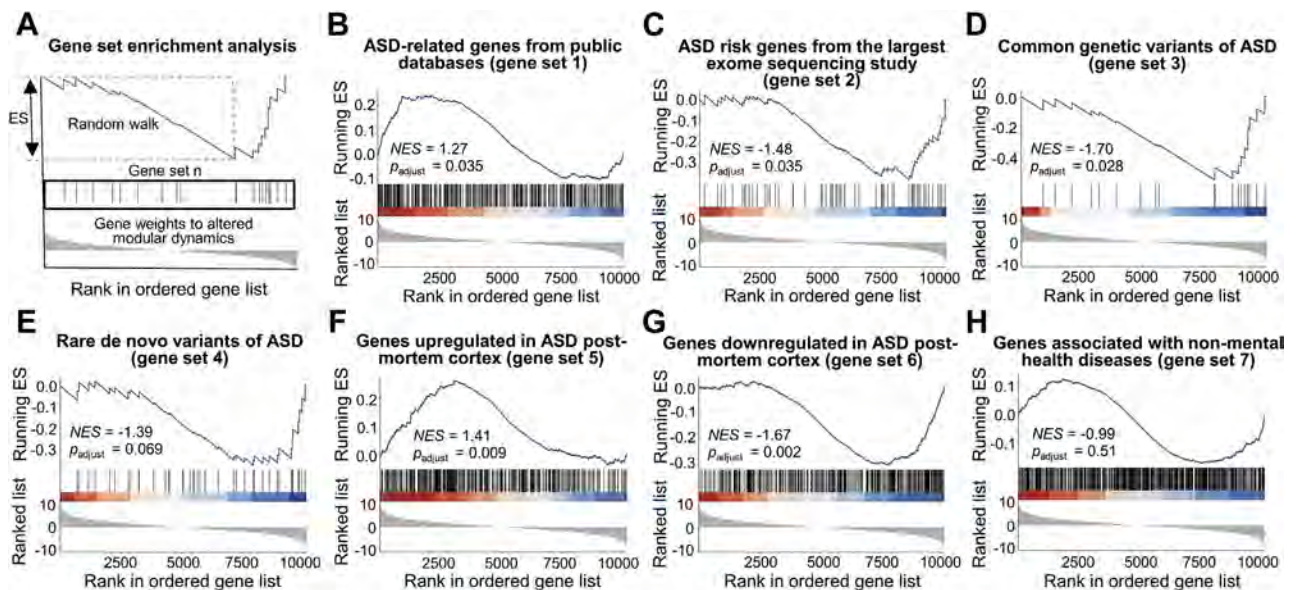 A
Gene set enrichment analysis
ES
Random walk
Gene set n
Gene weights to altered
modular dynamics
Rank in ordered gene list
B
ASD-related genes from public
databases (gene set 1)
Running ES
0.2
0.1
0.0
-0.1
NES = 1.27
padjust = 0.035
Ranked list
10
0
-10
2500 5000 7500 10000
Rank in ordered gene list
C
ASD risk genes from the largest
exome sequencing study
(gene set 2)
Running ES
0.0
-0.1
-0.2
-0.3
NES = -1.48
padjust = 0.035
Ranked list
10
0
-10
2500 5000 7500 10000
Rank in ordered gene list
D
Common genetic variants of ASD
(gene set 3)
Running ES
0.0
-0.2
-0.4
NES = -1.70
padjust = 0.028
Ranked list
10
0
-10
2500 5000 7500 10000
Rank in ordered gene list
E
Rare de novo variants of ASD
(gene set 4)
Running ES
0.0
-0.1
-0.2
-0.3
NES = -1.39
padjust = 0.069
Ranked list
10
0
-10
2500 5000 7500 10000
Rank in ordered gene list
F
Genes upregulated in ASD post-
mortem cortex (gene set 5)
Running ES
0.2
0.1
0.0
NES = 1.41
padjust = 0.009
Ranked list
10
0
-10
2500 5000 7500 10000
Rank in ordered gene list
G
Genes downregulated in ASD post-
mortem cortex (gene set 6)
Running ES
0.0
-0.1
-0.2
-0.3
NES = -1.67
padjust = 0.002
Ranked list
10
0
-10
2500 5000 7500 10000
Rank in ordered gene list
H
Genes associated with non-mental
health diseases (gene set 7)
Running ES
0.1
0.0
-0.1
NES = -0.99
padjust = 0.51
Ranked list
10
0
-10
2500 5000 7500 10000
Rank in ordered gene list